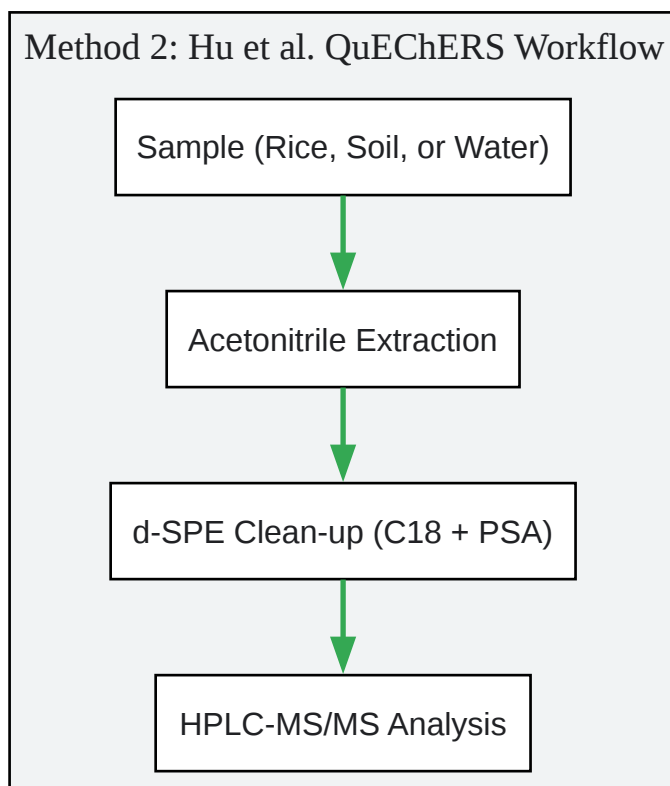 Method 2: Hu et al. QuEChERS Workflow
Sample (Rice, Soil, or Water)
Acetonitrile Extraction
d-SPE Clean-up (C18 + PSA)
HPLC-MS/MS Analysis